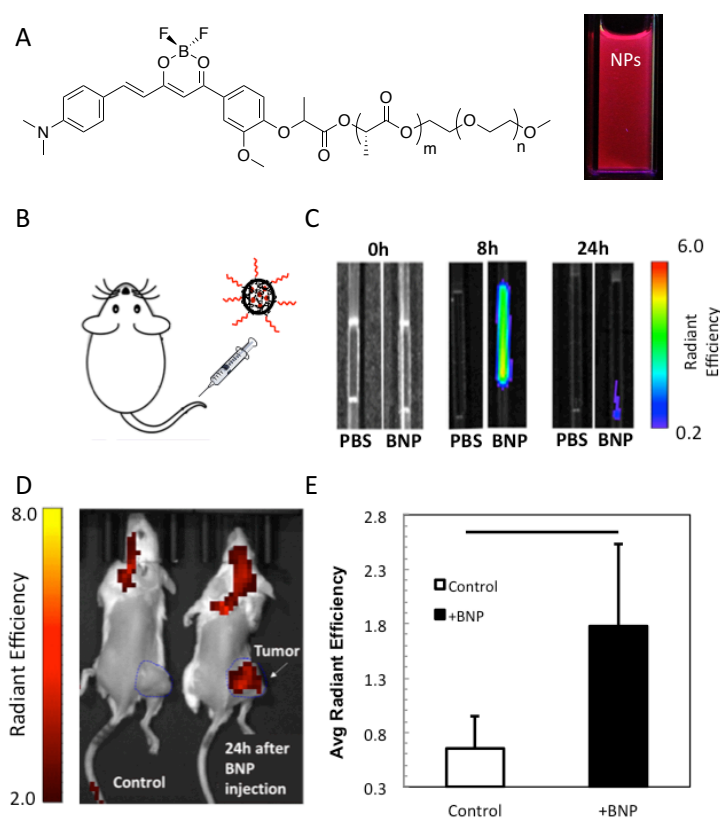 A
F F
B
O O
N
O
O
O
O
O
O
m
O
n
O
NPs
B
C
0h 8h 24h
PBS BNP PBS BNP PBS BNP
6.0
Radiant
Efficiency
0.2
D
8.0
Radiant Efficiency
2.0
Tumor
Control
24h after
BNP
injection
E
Avg Radiant Efficiency
2.8
2.3
1.8
1.3
0.8
0.3
Control
+BNP
Control +BNP